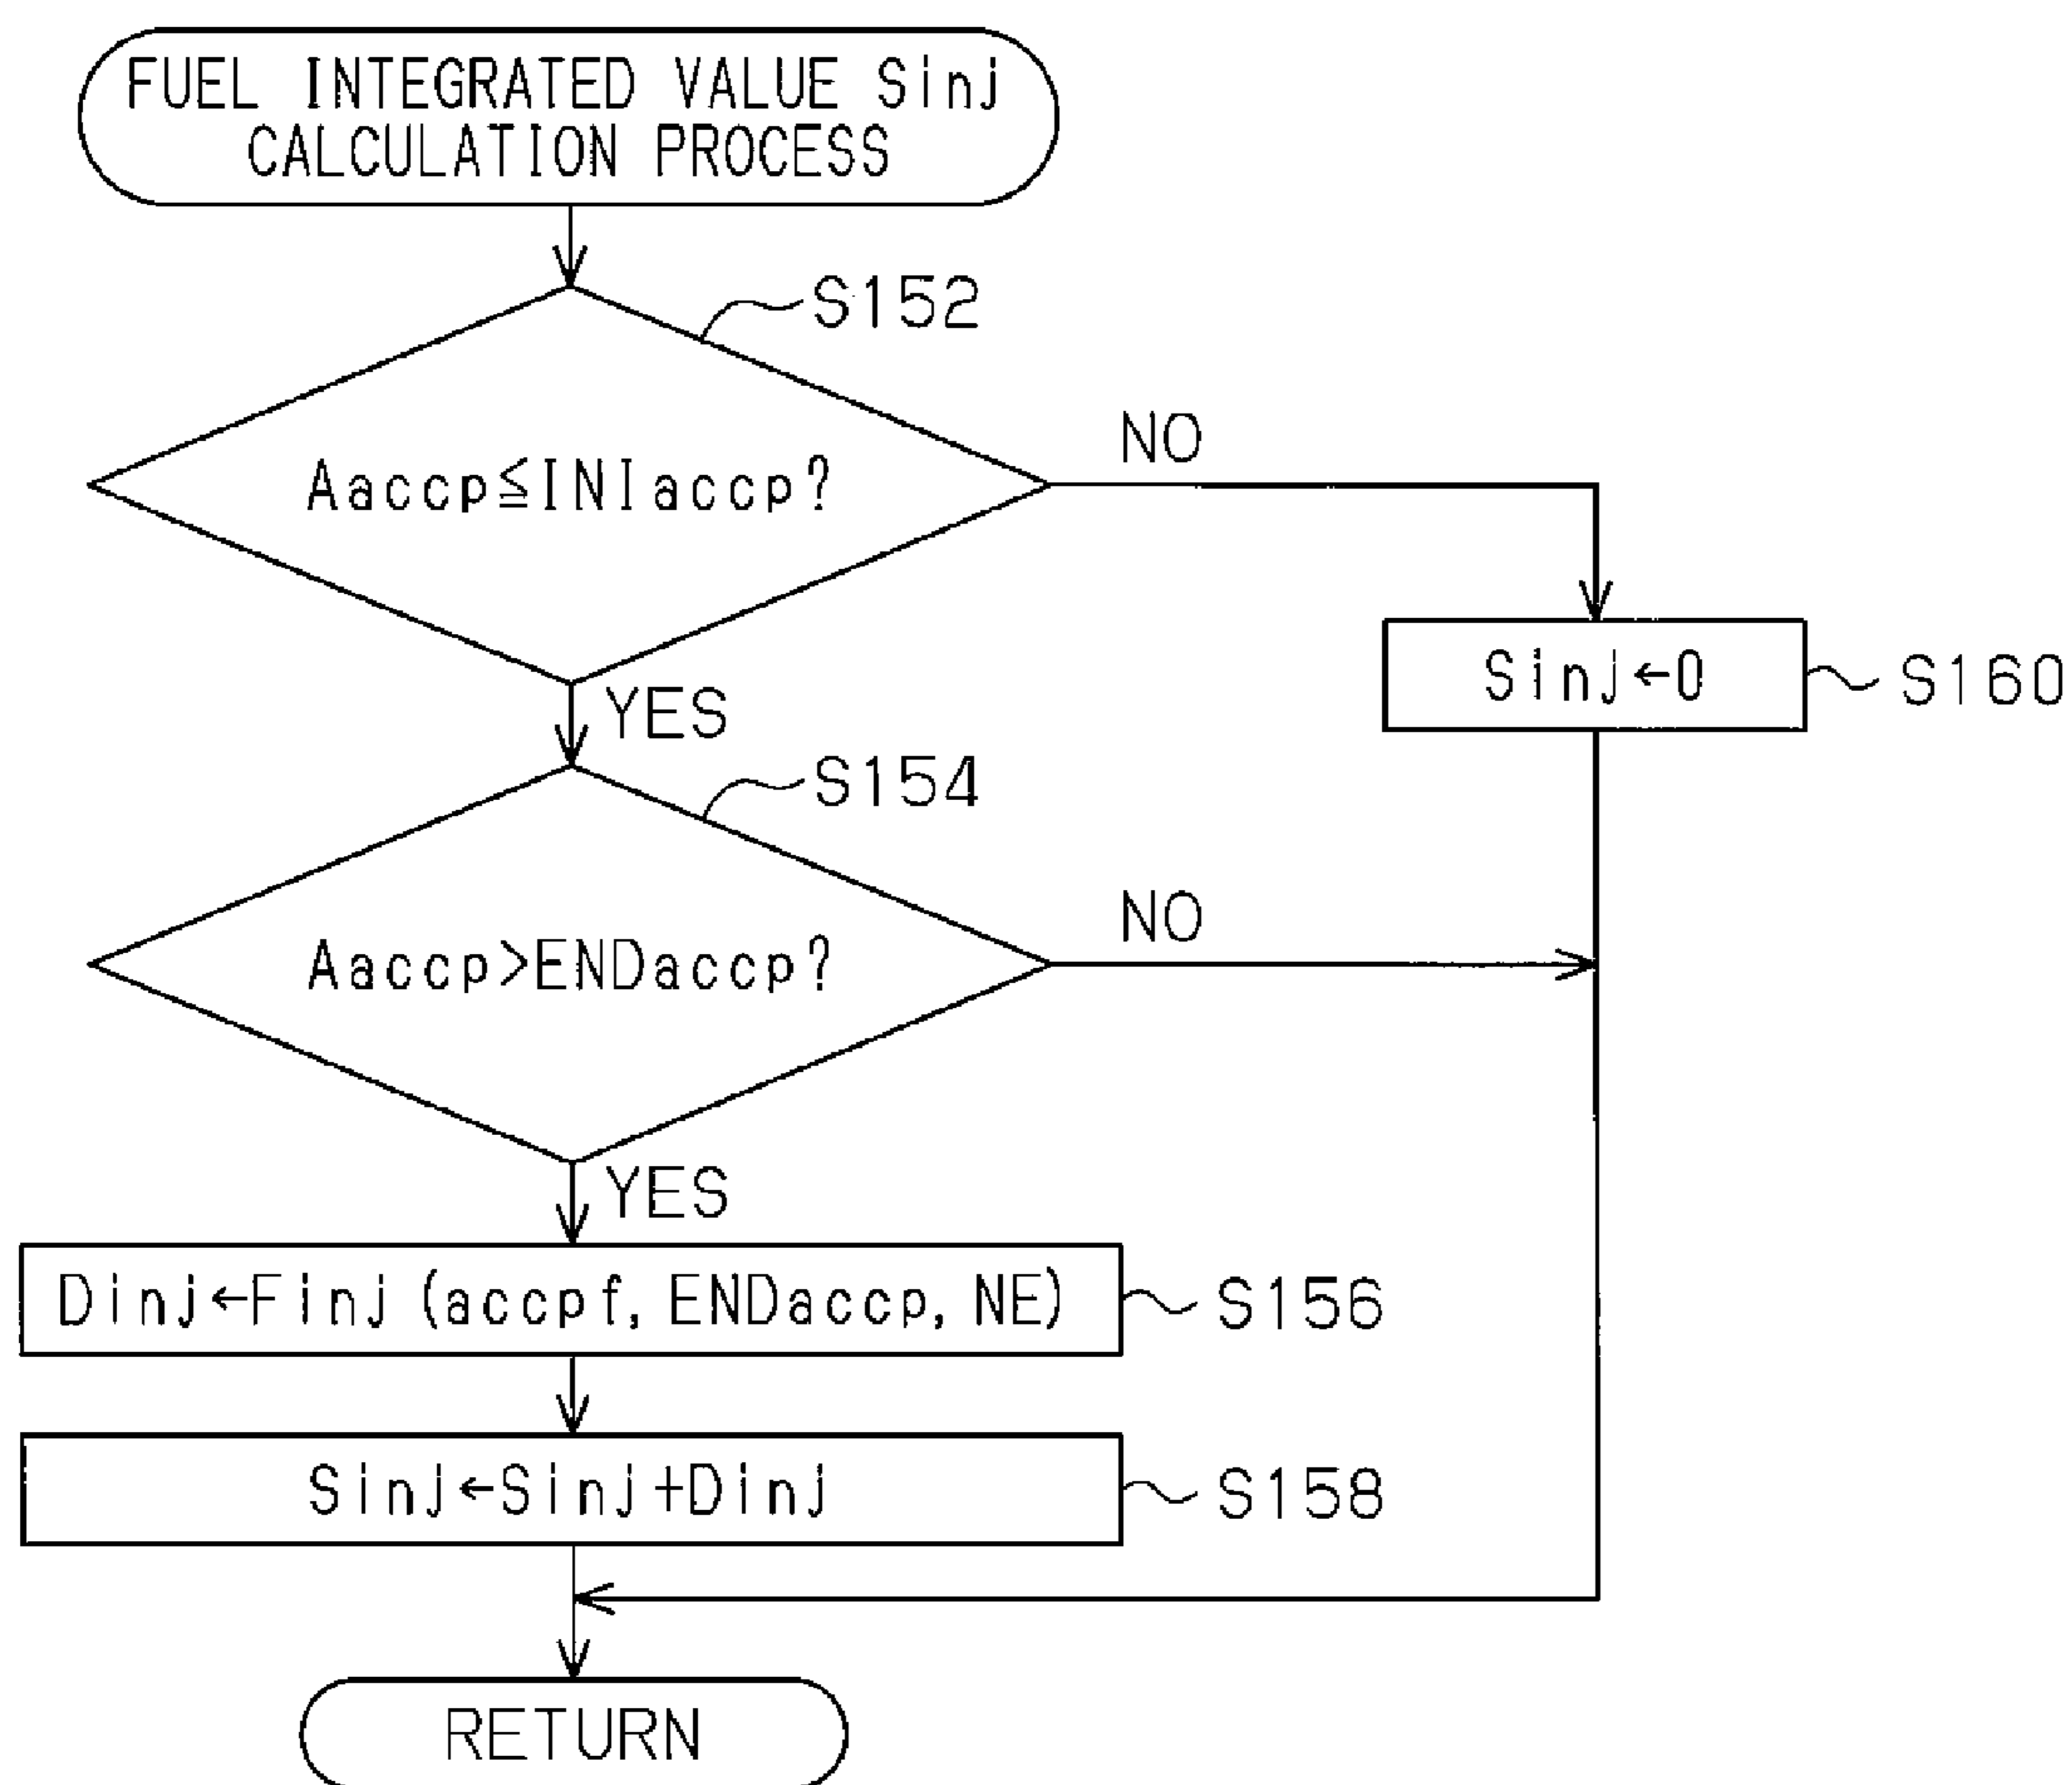 FUEL INTEGRATED VALUE Sinj
CALCULATION PROCESS
S152
Aaccp≦INIaccp?
NO
Sinj←0
S160
YES
S154
Aaccp>ENDaccp?
NO
YES
Dinj←Finj (accpf, ENDaccp, NE)
S156
Sinj←Sinj+Dinj
S158
RETURN